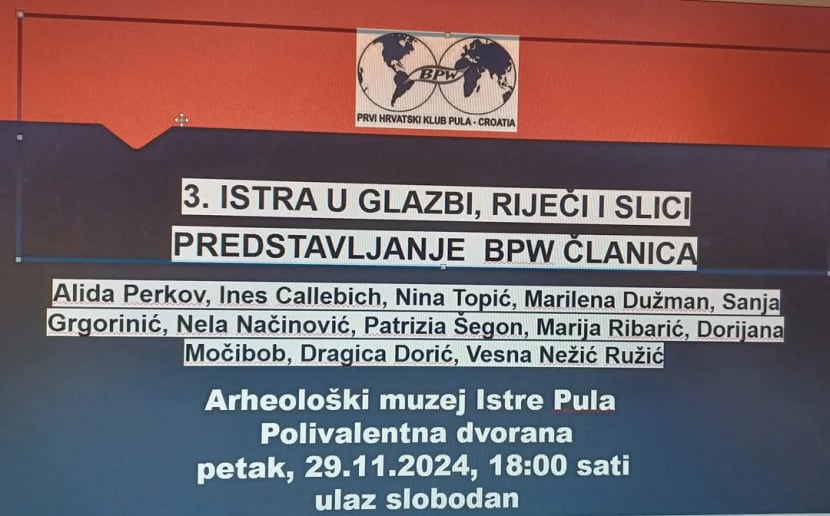 BPW
PRVI HRVATSKI KLUB PULA - CROATIA
3. ISTRA U GLAZBI, RIJEČI I SLICI
PREDSTAVLJANJE BPW ČLANICA
Alida Perkov, Ines Callebich, Nina Topić, Marilena Dužman, Sanja
Grgorinić, Nela Načinović, Patrizia Šegon, Marija Ribarić, Dorijana
Močibob, Dragica Dorić, Vesna Nežić Ružić
Arheološki muzej Istre Pula
Polivalentna dvorana
petak, 29.11.2024, 18:00 sati
ulaz slobodan